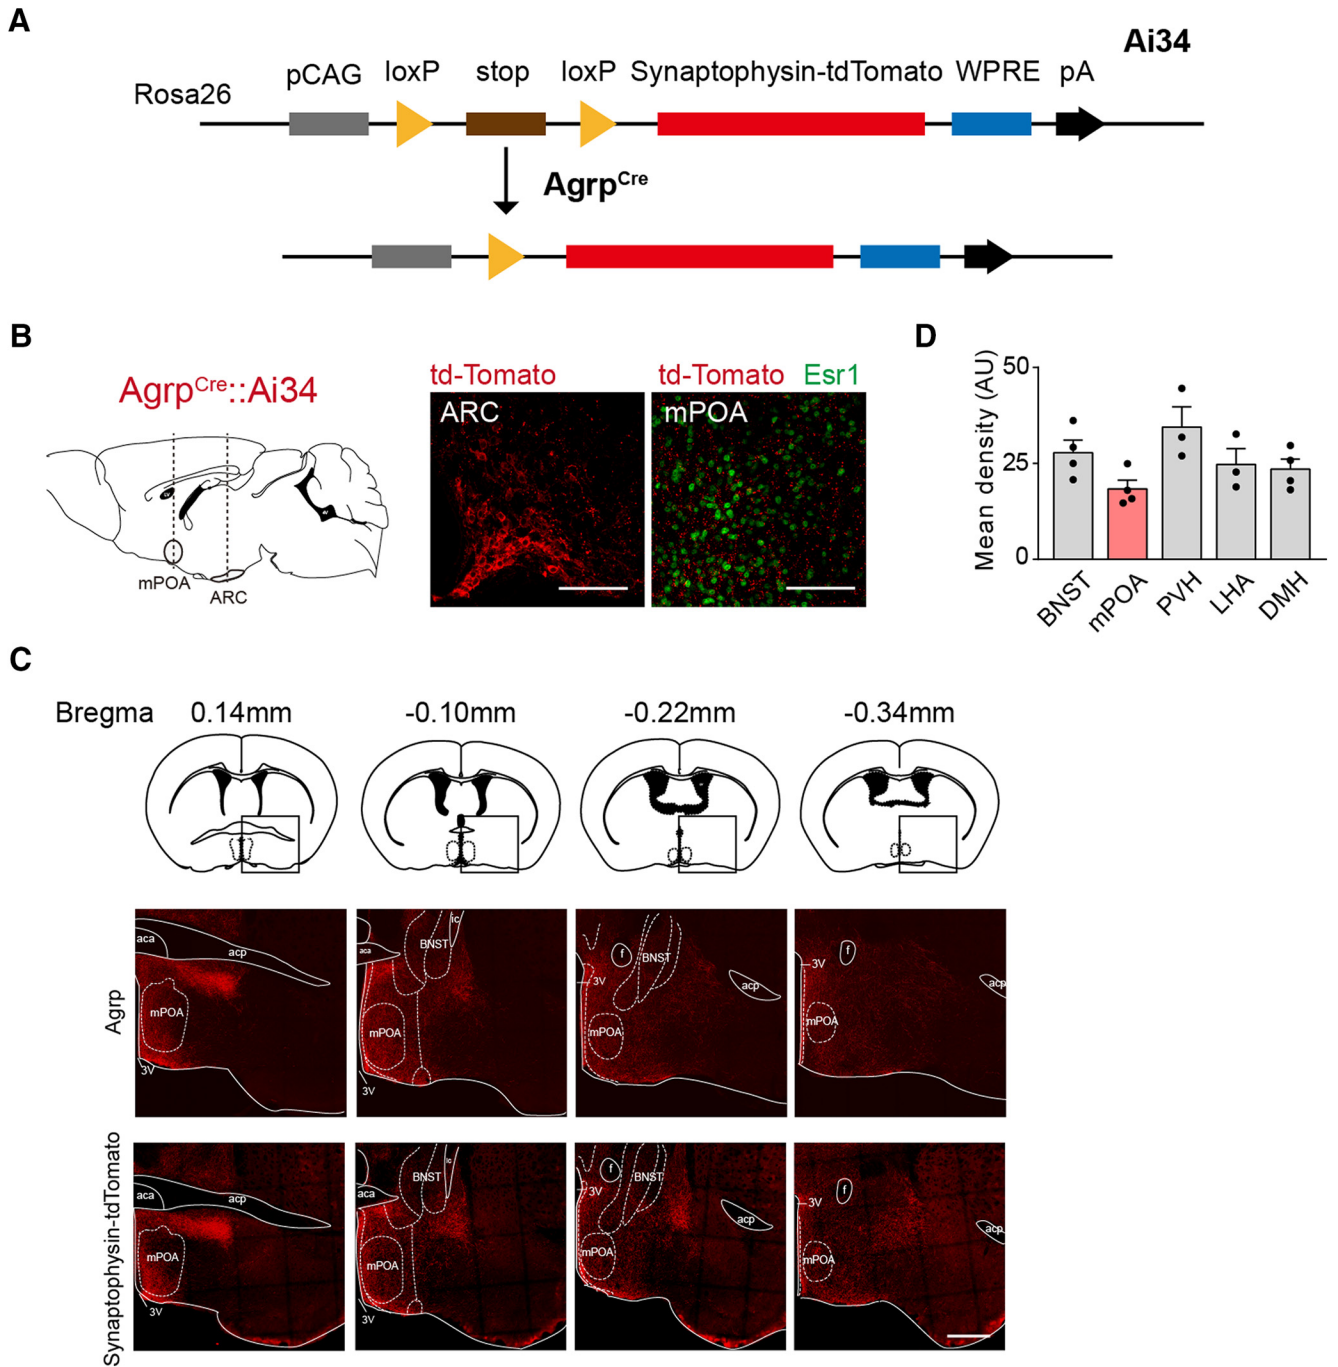 A
Ai34
Rosa26 pCAG loxP stop loxP Synaptophysin-tdTomato WPRE pA
Agrp^Cre
B
Agrp^Cre::Ai34
mPOA
ARC
td-Tomato
ARC
td-Tomato Esr1
mPOA
D
Mean density (AU)
50
25
0
BNST mPOA PVH LHA DMH
C
Bregma 0.14mm -0.10mm -0.22mm -0.34mm
Agrp
aca
acp
mPOA
3V
aca
BNST
ic
mPOA
3V
f
BNST
3V
acp
mPOA
f
3V
acp
mPOA
Synaptophysin-tdTomato
aca
acp
mPOA
3V
aca
BNST
ic
mPOA
3V
f
BNST
3V
acp
mPOA
f
3V
acp
mPOA